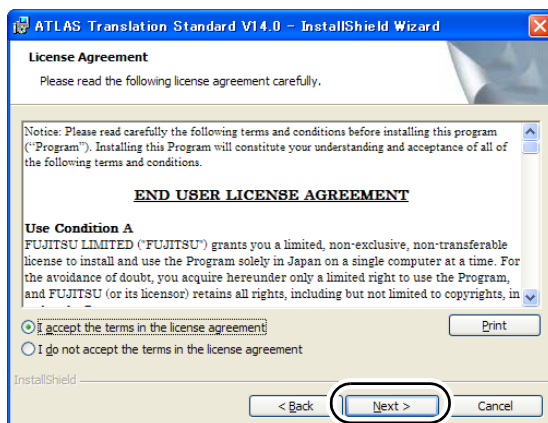 ATLAS Translation Standard V14.0 – InstallShield Wizard
License Agreement
Please read the following license agreement carefully.
Notice: Please read carefully the following terms and conditions before installing this program
("Program"). Installing this Program will constitute your understanding and acceptance of all of
the following terms and conditions.
END USER LICENSE AGREEMENT
Use Condition A
FUJITSU LIMITED ("FUJITSU") grants you a limited, non-exclusive, non-transferable
license to install and use the Program solely in Japan on a single computer at a time. For
the avoidance of doubt, you acquire hereunder only a limited right to use the Program,
and FUJITSU (or its licensor) retains all rights, including but not limited to copyrights, in
I accept the terms in the license agreement
Print
I do not accept the terms in the license agreement
InstallShield
< Back
Next >
Cancel